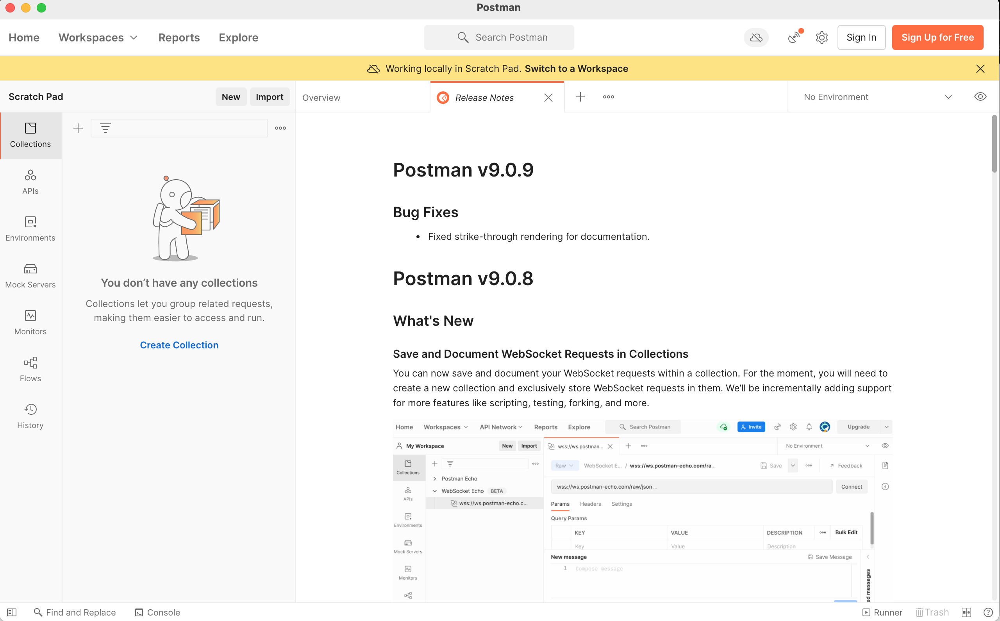 Postman
Home Workspaces Reports Explore Search Postman Sign In Sign Up for Free
Working locally in Scratch Pad. Switch to a Workspace
Scratch Pad New Import Overview Release Notes No Environment
Collections
APIs
Environments
Mock Servers
Monitors
Flows
History
You don’t have any collections
Collections let you group related requests,
making them easier to access and run.
Create Collection
Postman v9.0.9
Bug Fixes
• Fixed strike-through rendering for documentation.
Postman v9.0.8
What's New
Save and Document WebSocket Requests in Collections
You can now save and document your WebSocket requests within a collection. For the moment, you will need to
create a new collection and exclusively store WebSocket requests in them. We’ll be incrementally adding support
for more features like scripting, testing, forking, and more.
Home Workspaces API Network Reports Explore Search Postman Invite Upgrade
My Workspace New Import wss://ws.postman... No Environment
Collections
APIs
Environments
Mock Servers
Monitors
Postman Echo
WebSocket Echo BETA
wss://ws.postman-echo.c...
Raw WebSocket E... / wss://ws.postman-echo.com/ra... Save Feedback
wss://ws.postman-echo.com/raw/json ... Connect
Params Headers Settings
Query Params
KEY VALUE DESCRIPTION Bulk Edit
Key Value Description
New message Save Message
1 Compose message
ed messages
Find and Replace Console Runner Trash